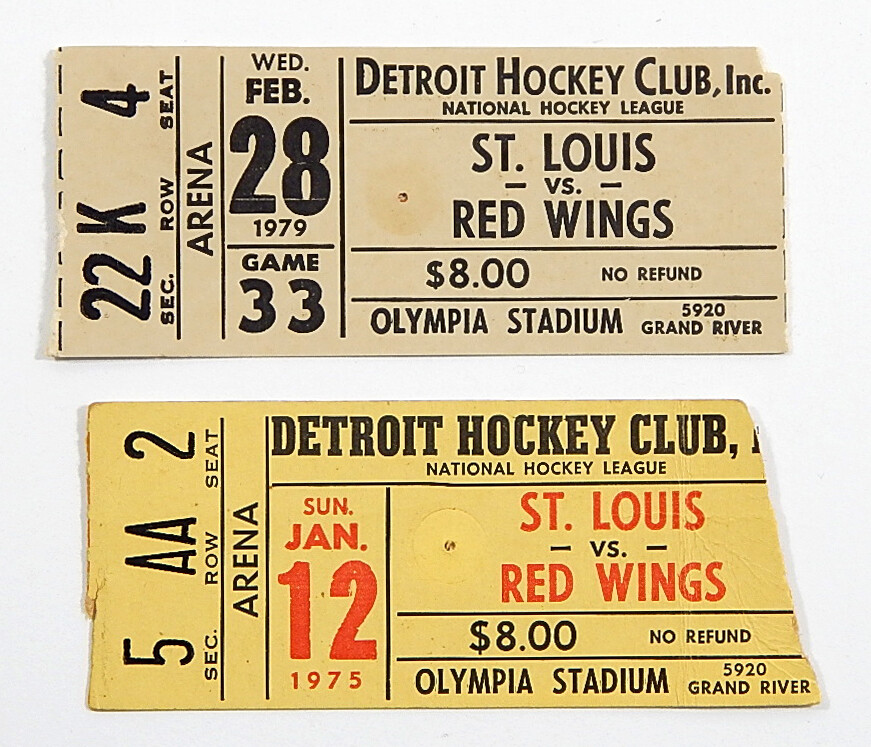 SEC. 22 ROW K SEAT 4
ARENA
WED.
FEB.
28
1979
GAME
33
DETROIT HOCKEY CLUB, INC.
NATIONAL HOCKEY LEAGUE
ST. LOUIS
– VS. –
RED WINGS
$8.00 NO REFUND
OLYMPIA STADIUM 5920 GRAND RIVER
SEC. 5 ROW AA SEAT 2
ARENA
DETROIT HOCKEY CLUB,
NATIONAL HOCKEY LEAGUE
SUN.
JAN.
12
1975
ST. LOUIS
– VS. –
RED WINGS
$8.00 NO REFUND
OLYMPIA STADIUM 5920 GRAND RIVER